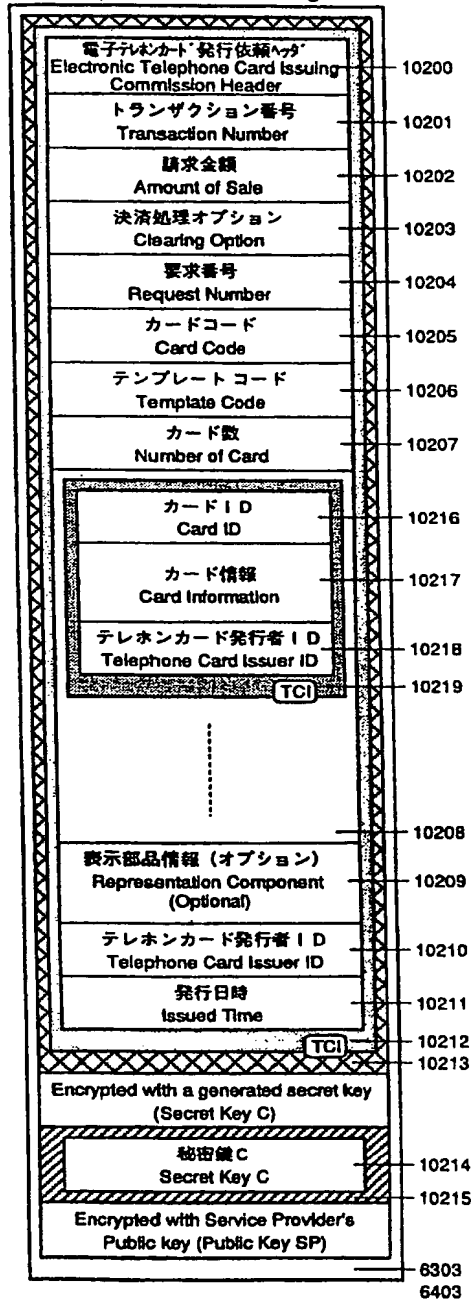 電子テレホンカード発行依頼ヘッダ
Electronic Telephone Card Issuing
Commission Header
10200
トランザクション番号
Transaction Number
10201
請求金額
Amount of Sale
10202
決済処理オプション
Clearing Option
10203
要求番号
Request Number
10204
カードコード
Card Code
10205
テンプレート コード
Template Code
10206
カード数
Number of Card
10207
カード I D
Card ID
10216
カード情報
Card Information
10217
テレホンカード発行者 I D
Telephone Card Issuer ID
10218
TCI
10219
10208
表示部品情報（オプション）
Representation Component
(Optional)
10209
テレホンカード発行者 I D
Telephone Card Issuer ID
10210
発行日時
Issued Time
10211
TCI
10212
10213
Encrypted with a generated secret key
(Secret Key C)
秘密鍵C
Secret Key C
10214
10215
Encrypted with Service Provider's
Public key (Public Key SP)
6303
6403